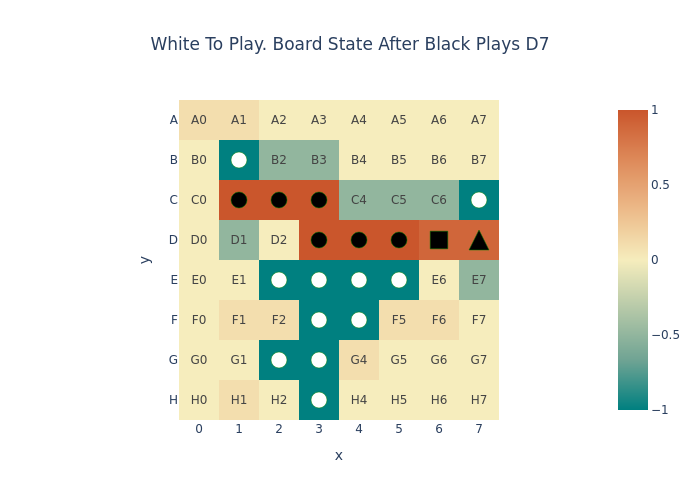 White To Play. Board State After Black Plays D7
A A0 A1 A2 A3 A4 A5 A6 A7
B B0 B2 B3 B4 B5 B6 B7
C C0 C4 C5 C6
D D0 D1 D2
E E0 E1 E6 E7
F F0 F1 F2 F5 F6 F7
G G0 G1 G4 G5 G6 G7
H H0 H1 H2 H4 H5 H6 H7
0 1 2 3 4 5 6 7
x
y
1
0.5
0
−0.5
−1